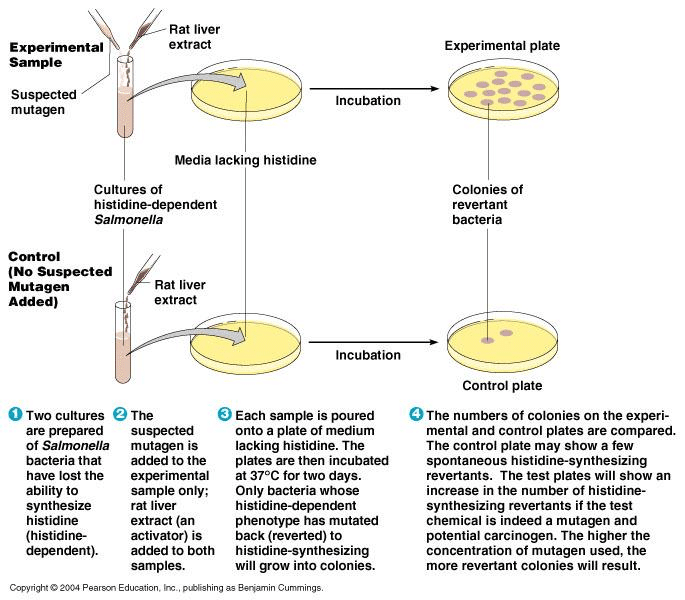 Rat liver
extract
Experimental
Sample
Suspected
mutagen
Experimental plate
Incubation
Media lacking histidine
Cultures of
histidine-dependent
Salmonella
Colonies of
revertant
bacteria
Control
(No Suspected
Mutagen
Added)
Rat liver
extract
Incubation
Control plate
1 Two cultures
are prepared
of Salmonella
bacteria that
have lost the
ability to
synthesize
histidine
(histidine-
dependent).
2 The
suspected
mutagen is
added to the
experimental
sample only;
rat liver
extract (an
activator) is
added to both
samples.
3 Each sample is poured
onto a plate of medium
lacking histidine. The
plates are then incubated
at 37°C for two days.
Only bacteria whose
histidine-dependent
phenotype has mutated
back (reverted) to
histidine-synthesizing
will grow into colonies.
4 The numbers of colonies on the experi-
mental and control plates are compared.
The control plate may show a few
spontaneous histidine-synthesizing
revertants. The test plates will show an
increase in the number of histidine-
synthesizing revertants if the test
chemical is indeed a mutagen and
potential carcinogen. The higher the
concentration of mutagen used, the
more revertant colonies will result.
Copyright © 2004 Pearson Education, Inc., publishing as Benjamin Cummings.